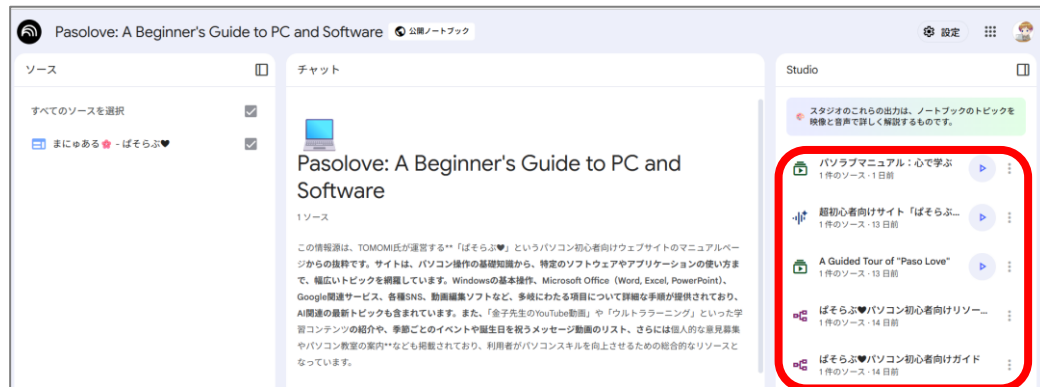 Pasolove: A Beginner's Guide to PC and Software
公開ノートブック
設定
ソース
チャット
Studio
すべてのソースを選択
まにゅある🌸 - ぱそらぶ♥
Pasolove: A Beginner's Guide to PC and
Software
1 ソース
この情報源は、TOMOMI氏が運営する**「ぱそらぶ♥」というパソコン初心者向けウェブサイトのマニュアルペー
ジからの抜粋です。サイトは、パソコン操作の基礎知識から、特定のソフトウェアやアプリケーションの使い方ま
で、幅広いトピックを網羅しています。Windowsの基本操作、Microsoft Office（Word, Excel, PowerPoint）、
Google関連サービス、各種SNS、動画編集ソフトなど、多岐にわたる項目について詳細な手順が提供されており、
AI関連の最新トピックも含まれています。また、「金子先生のYouTube動画」や「ウルトララーニング」といった学
習コンテンツの紹介や、季節ごとのイベントや誕生日を祝うメッセージ動画のリスト、さらには個人的な意見募集
やパソコン教室の案内**なども掲載されており、利用者がパソコンスキルを向上させるための総合的なリソースと
なっています。
スタジオのこれらの出力は、ノートブックのトピックを
映像と音声で詳しく解説するものです。
パソラブマニュアル：心で学ぶ
1 件のソース · 1 日前
超初心者向けサイト「ぱそらぶ...
1 件のソース · 13 日前
A Guided Tour of "Paso Love"
1 件のソース · 13 日前
ぱそらぶ♥パソコン初心者向けリソー...
1 件のソース · 14 日前
ぱそらぶ♥パソコン初心者向けガイド
1 件のソース · 14 日前